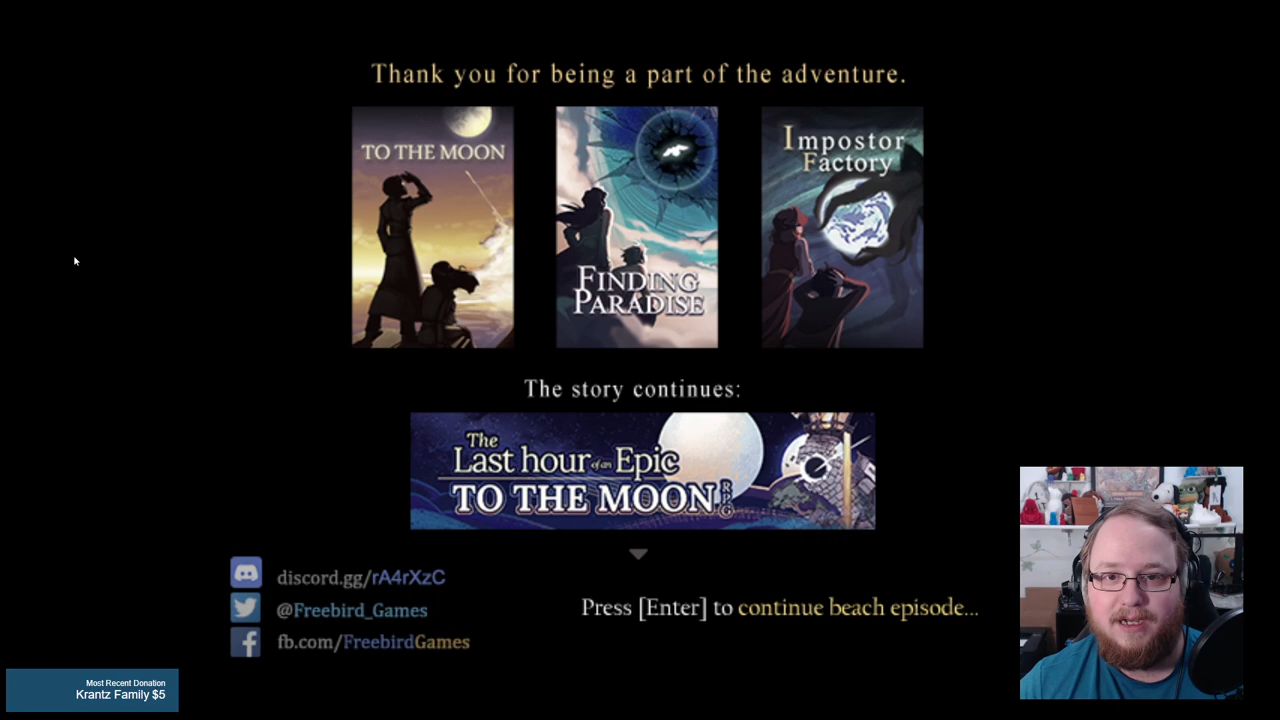 Thank you for being a part of the adventure.
TO THE MOON
FINDING
PARADISE
Impostor
Factory
The story continues:
The
Last hour of an Epic
TO THE MOON RPG
discord.gg/rA4rXzC
@Freebird_Games
fb.com/FreebirdGames
Press [Enter] to continue beach episode...
Most Recent Donation
Krantz Family $5